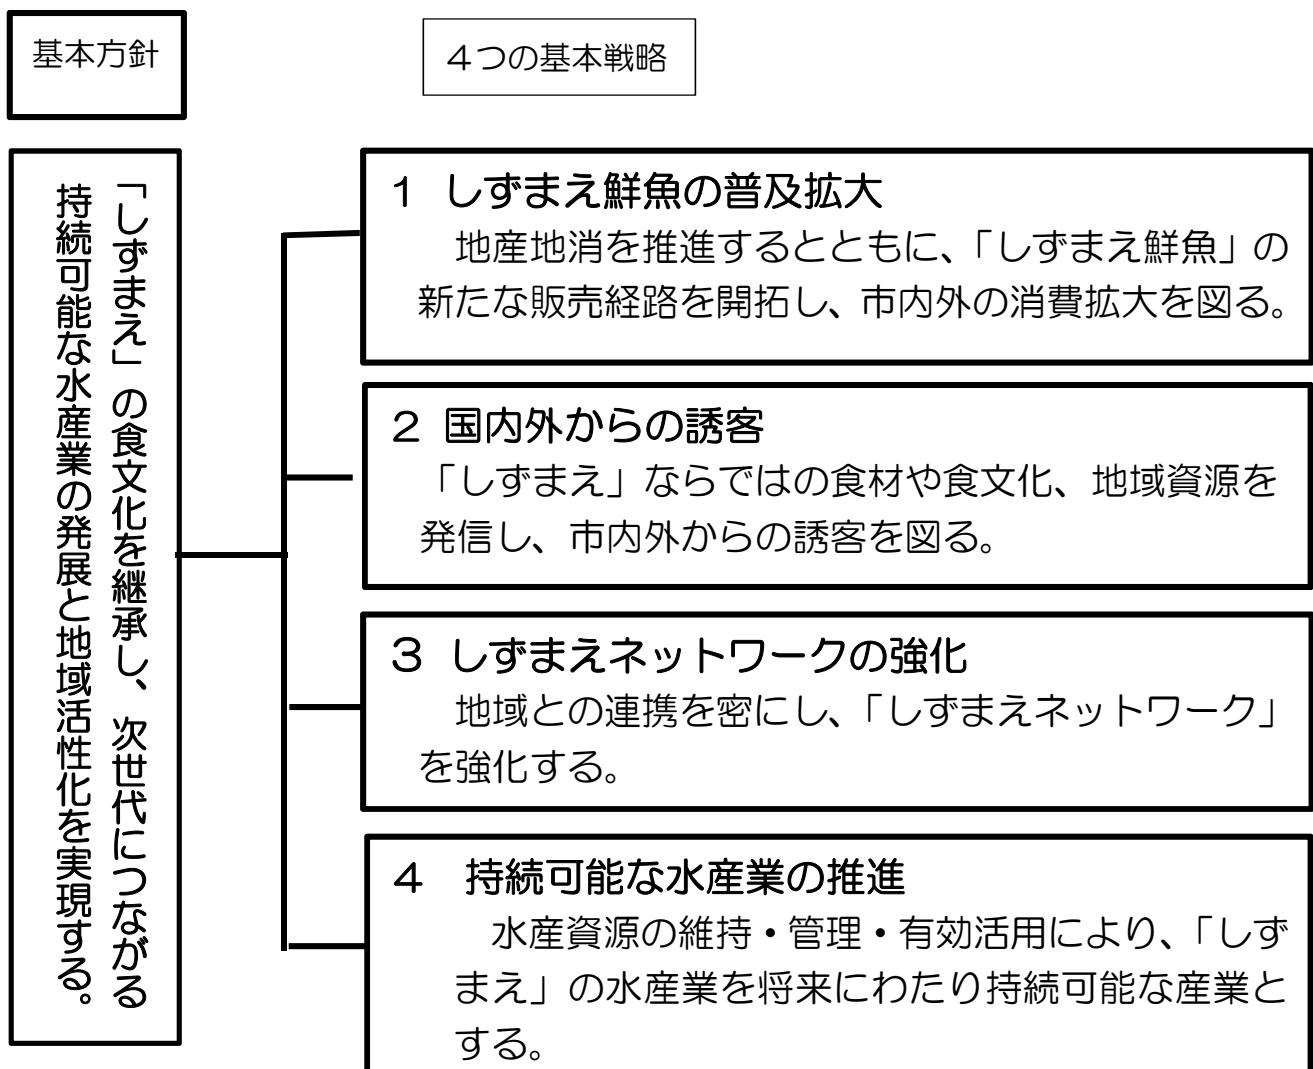 基本方針
４つの基本戦略
「しずまえ」の食文化を継承し、次世代につながる
持続可能な水産業の発展と地域活性化を実現する。
１ しずまえ鮮魚の普及拡大
地産地消を推進するとともに、「しずまえ鮮魚」の
新たな販売経路を開拓し、市内外の消費拡大を図る。
２ 国内外からの誘客
「しずまえ」ならではの食材や食文化、地域資源を
発信し、市内外からの誘客を図る。
３ しずまえネットワークの強化
地域との連携を密にし、「しずまえネットワーク」
を強化する。
４ 持続可能な水産業の推進
水産資源の維持・管理・有効活用により、「しず
まえ」の水産業を将来にわたり持続可能な産業と
する。